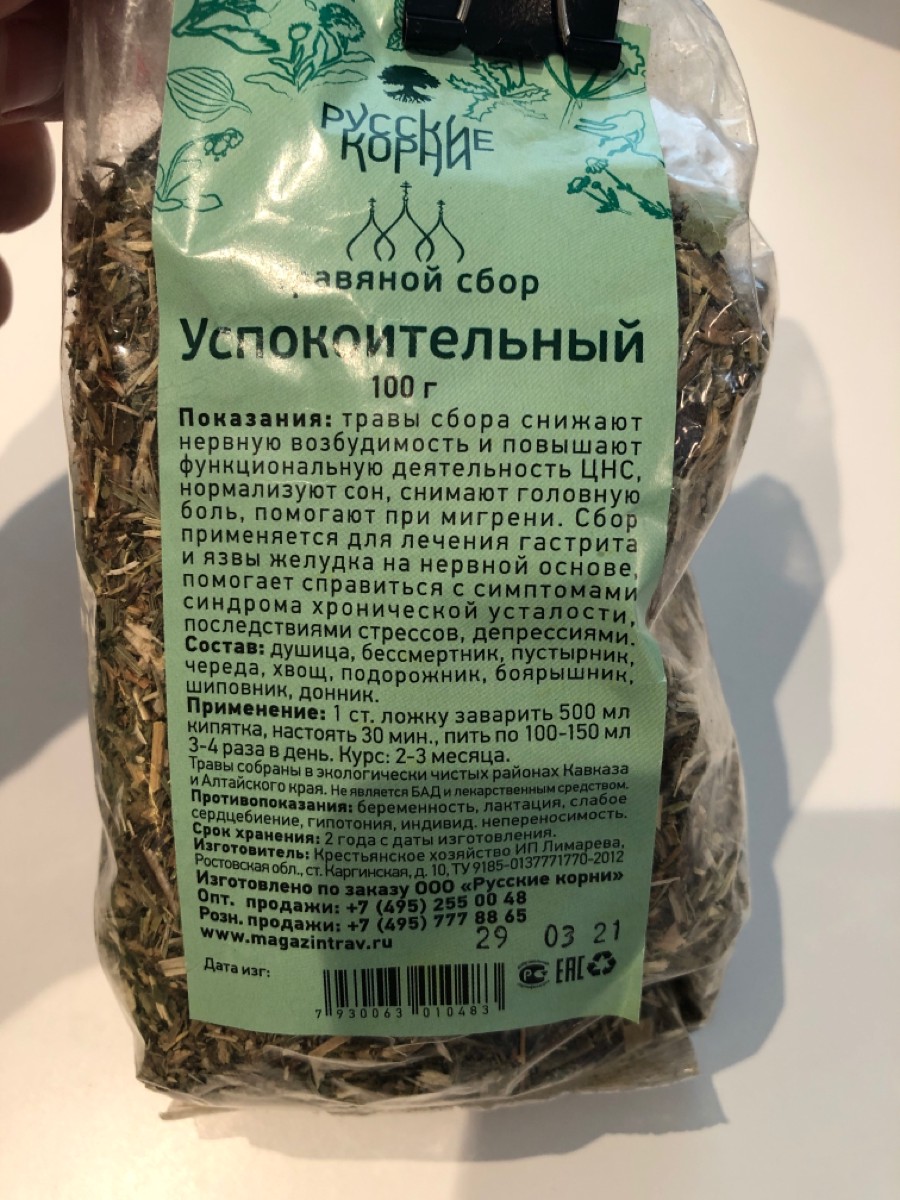 РУССКИЕ
КОРНИ
авяной сбор
Успокоительный
100 г
Показания: травы сбора снижают
нервную возбудимость и повышают
функциональную деятельность ЦНС,
нормализуют сон, снимают головную
боль, помогают при мигрени. Сбор
применяется для лечения гастрита
и язвы желудка на нервной основе,
помогает справиться с симптомами
синдрома хронической усталости,
последствиями стрессов, депрессиями.
Состав: душица, бессмертник, пустырник,
череда, хвощ, подорожник, боярышник,
шиповник, донник.
Применение: 1 ст. ложку заварить 500 мл
кипятка, настоять 30 мин., пить по 100-150 мл
3-4 раза в день. Курс: 2-3 месяца.
Травы собраны в экологически чистых районах Кавказа
и Алтайского края. Не является БАД и лекарственным средством.
Противопоказания: беременность, лактация, слабое
сердцебиение, гипотония, индивид. непереносимость.
Срок хранения: 2 года с даты изготовления.
Изготовитель: Крестьянское хозяйство ИП Лимарева,
Ростовская обл., ст. Каргинская, д. 10, ТУ 9185-0137771770-2012
Изготовлено по заказу ООО «Русские корни»
Опт. продажи: +7 (495) 255 00 48
Розн. продажи: +7 (495) 777 88 65
www.magazintrav.ru
29 03 21
Дата изг:
РС ЕАС
7 930063 010483